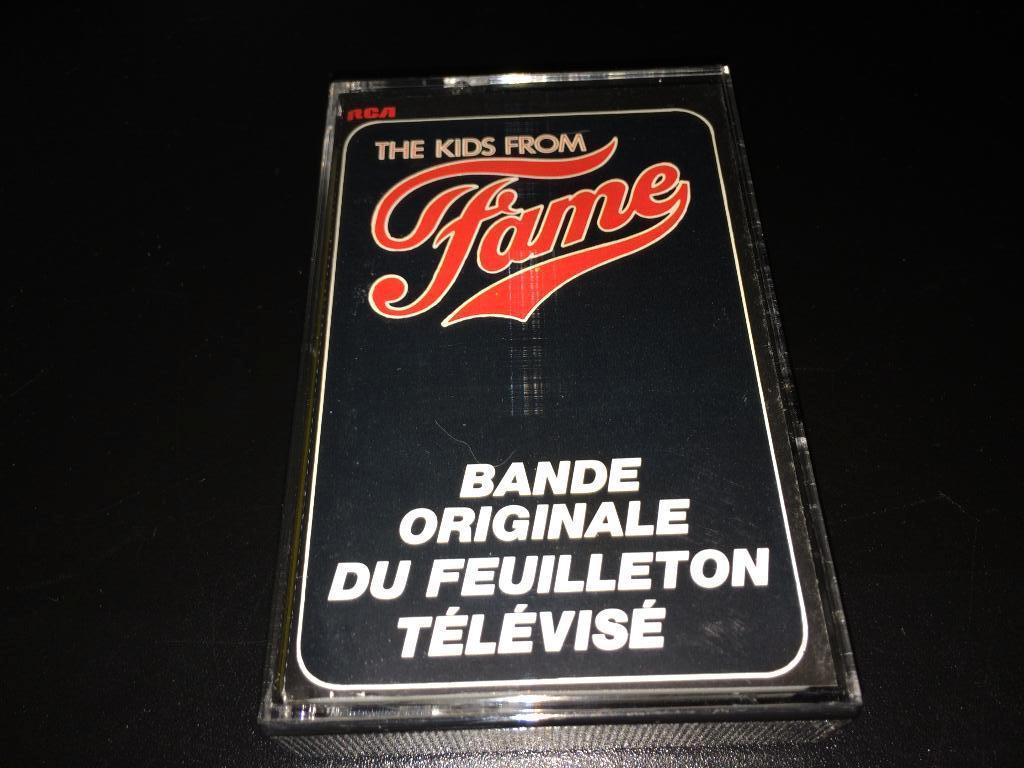 RCA
THE KIDS FROM
Fame
BANDE
ORIGINALE
DU FEUILLETON
TÉLÉVISÉ